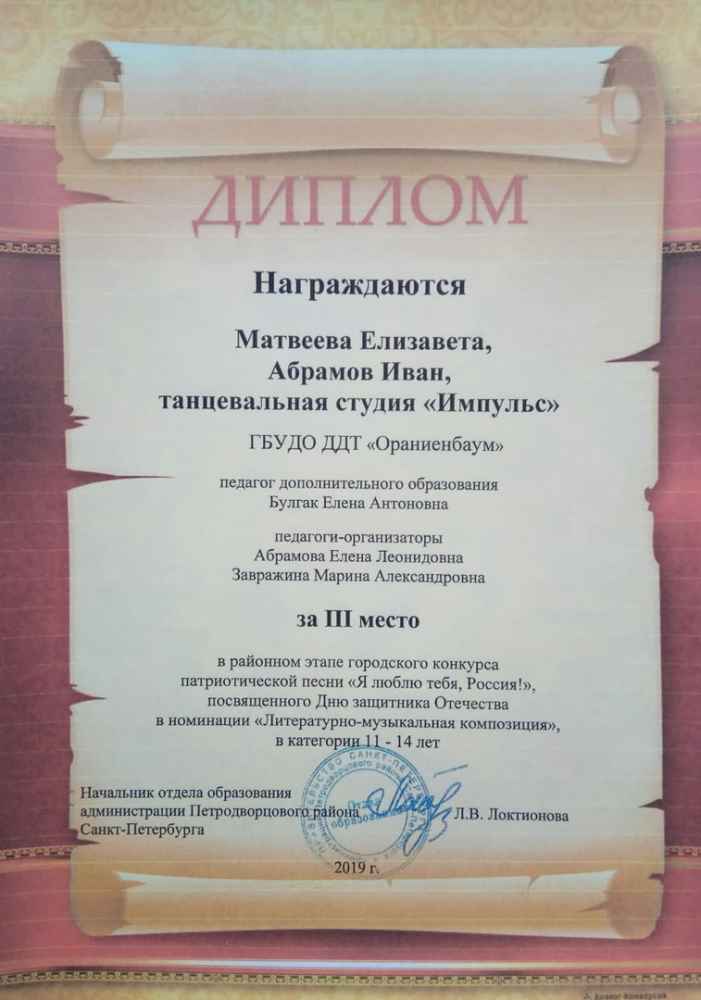 ДИПЛОМ
Награждаются
Матвеева Елизавета,
Абрамов Иван,
танцевальная студия «Импульс»
ГБУДО ДДТ «Ораниенбаум»
педагог дополнительного образования
Булгак Елена Антоновна
педагоги-организаторы
Абрамова Елена Леонидовна
Завражина Марина Александровна
за III место
в районном этапе городского конкурса
патриотической песни «Я люблю тебя, Россия!»,
посвященного Дню защитника Отечества
в номинации «Литературно-музыкальная композиция»,
в категории 11 - 14 лет
Начальник отдела образования
администрации Петродворцового района Л.В. Локтионова
Санкт-Петербурга
Отдел
образования
2019 г.